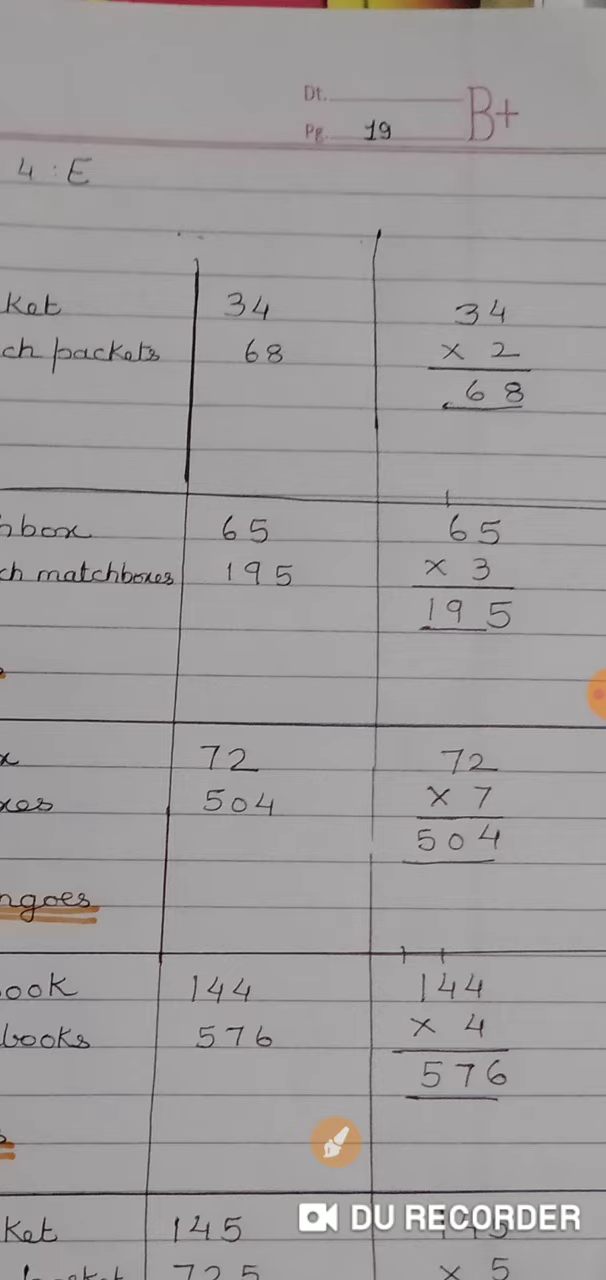 Dt.
Pg. 19
B+
4 : E
ket 34 34
ch packets 68 x 2
68
box 65 65
ch matchboxes 195 x 3
195
x 72 72
xes 504 x 7
504
ngoes
ook 144 144
books 576 x 4
576
ket 145
725 x 5
DU RECORDER